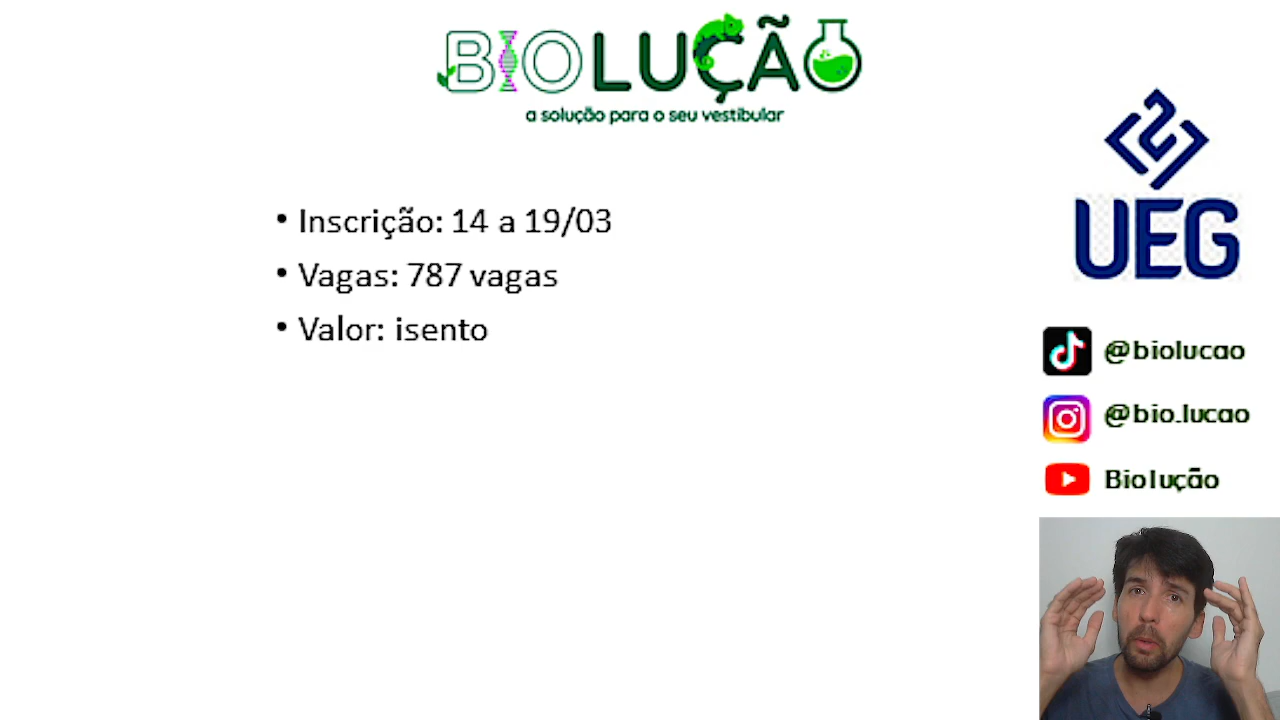 BIOLUÇÃO
a solução para o seu vestibular
UEG
• Inscrição: 14 a 19/03
• Vagas: 787 vagas
• Valor: isento
@biolucao
@bio.lucao
Biolução